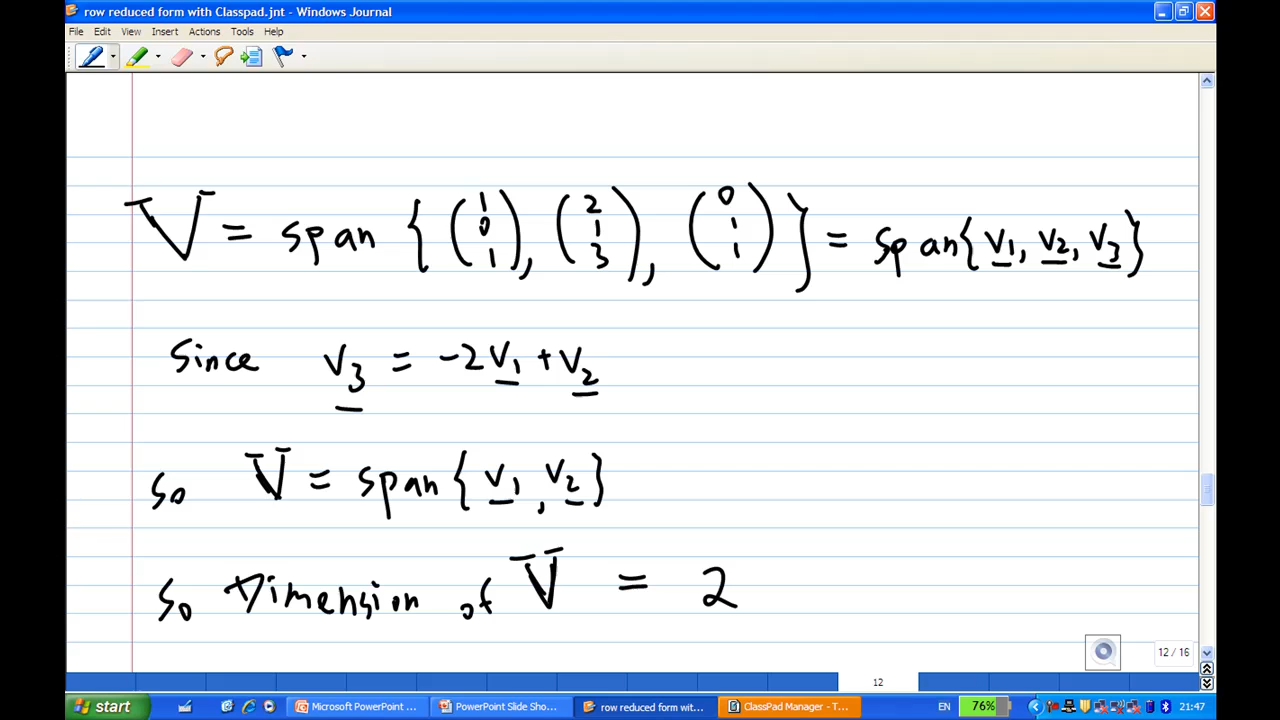 row reduced form with Classpad.jnt - Windows Journal
File Edit View Insert Actions Tools Help
V = span { (1 0 1), (2 1 3), (0 1 1) } = span{v1, v2, v3}
Since v3 = -2v1 + v2
So V = span { v1, v2 }
So Dimension of V = 2
12 / 16
12
start Microsoft PowerPoint ... PowerPoint Slide Sho... row reduced form wit... ClassPad Manager - T... EN 76% 21:47